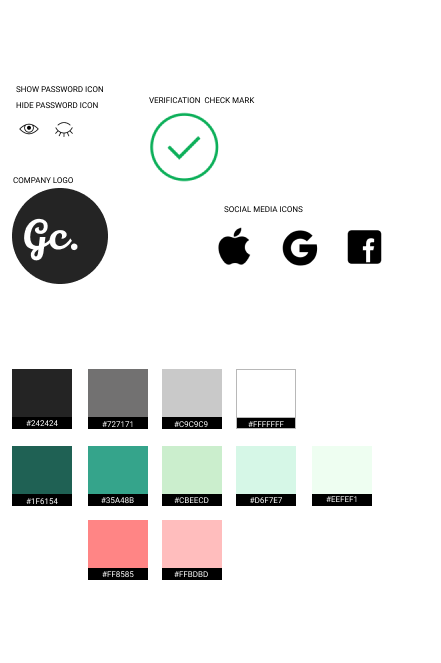 SHOW PASSWORD ICON
HIDE PASSWORD ICON
VERIFICATION  CHECK MARK
COMPANY LOGO
Gc.
SOCIAL MEDIA ICONS
#242424
#727171
#C9C9C9
#FFFFFFF
#1F6154
#35A48B
#CBEECD
#D6F7E7
#EEFEF1
#FF8585
#FFBDBD